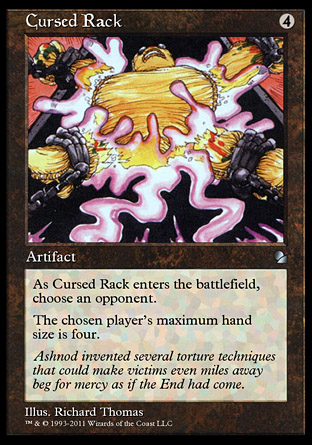 Cursed Rack 4
Artifact
As Cursed Rack enters the battlefield,
choose an opponent.
The chosen player's maximum hand
size is four.
Ashnod invented several torture techniques
that could make victims even miles away
beg for mercy as if the End had come.
Illus. Richard Thomas
™ & © 1993-2011 Wizards of the Coast LLC